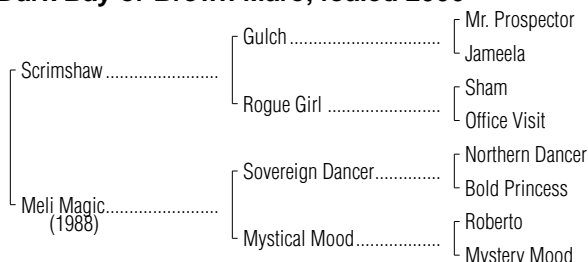 Dark Bay or Brown Mare; foaled
Mr. Prospector
Gulch
Jameela
Scrimshaw
Sham
Rogue Girl
Office Visit
Northern Dancer
Sovereign Dancer
Bold Princess
Meli Magic
(1988)
Roberto
Mystical Mood
Mystery Mood